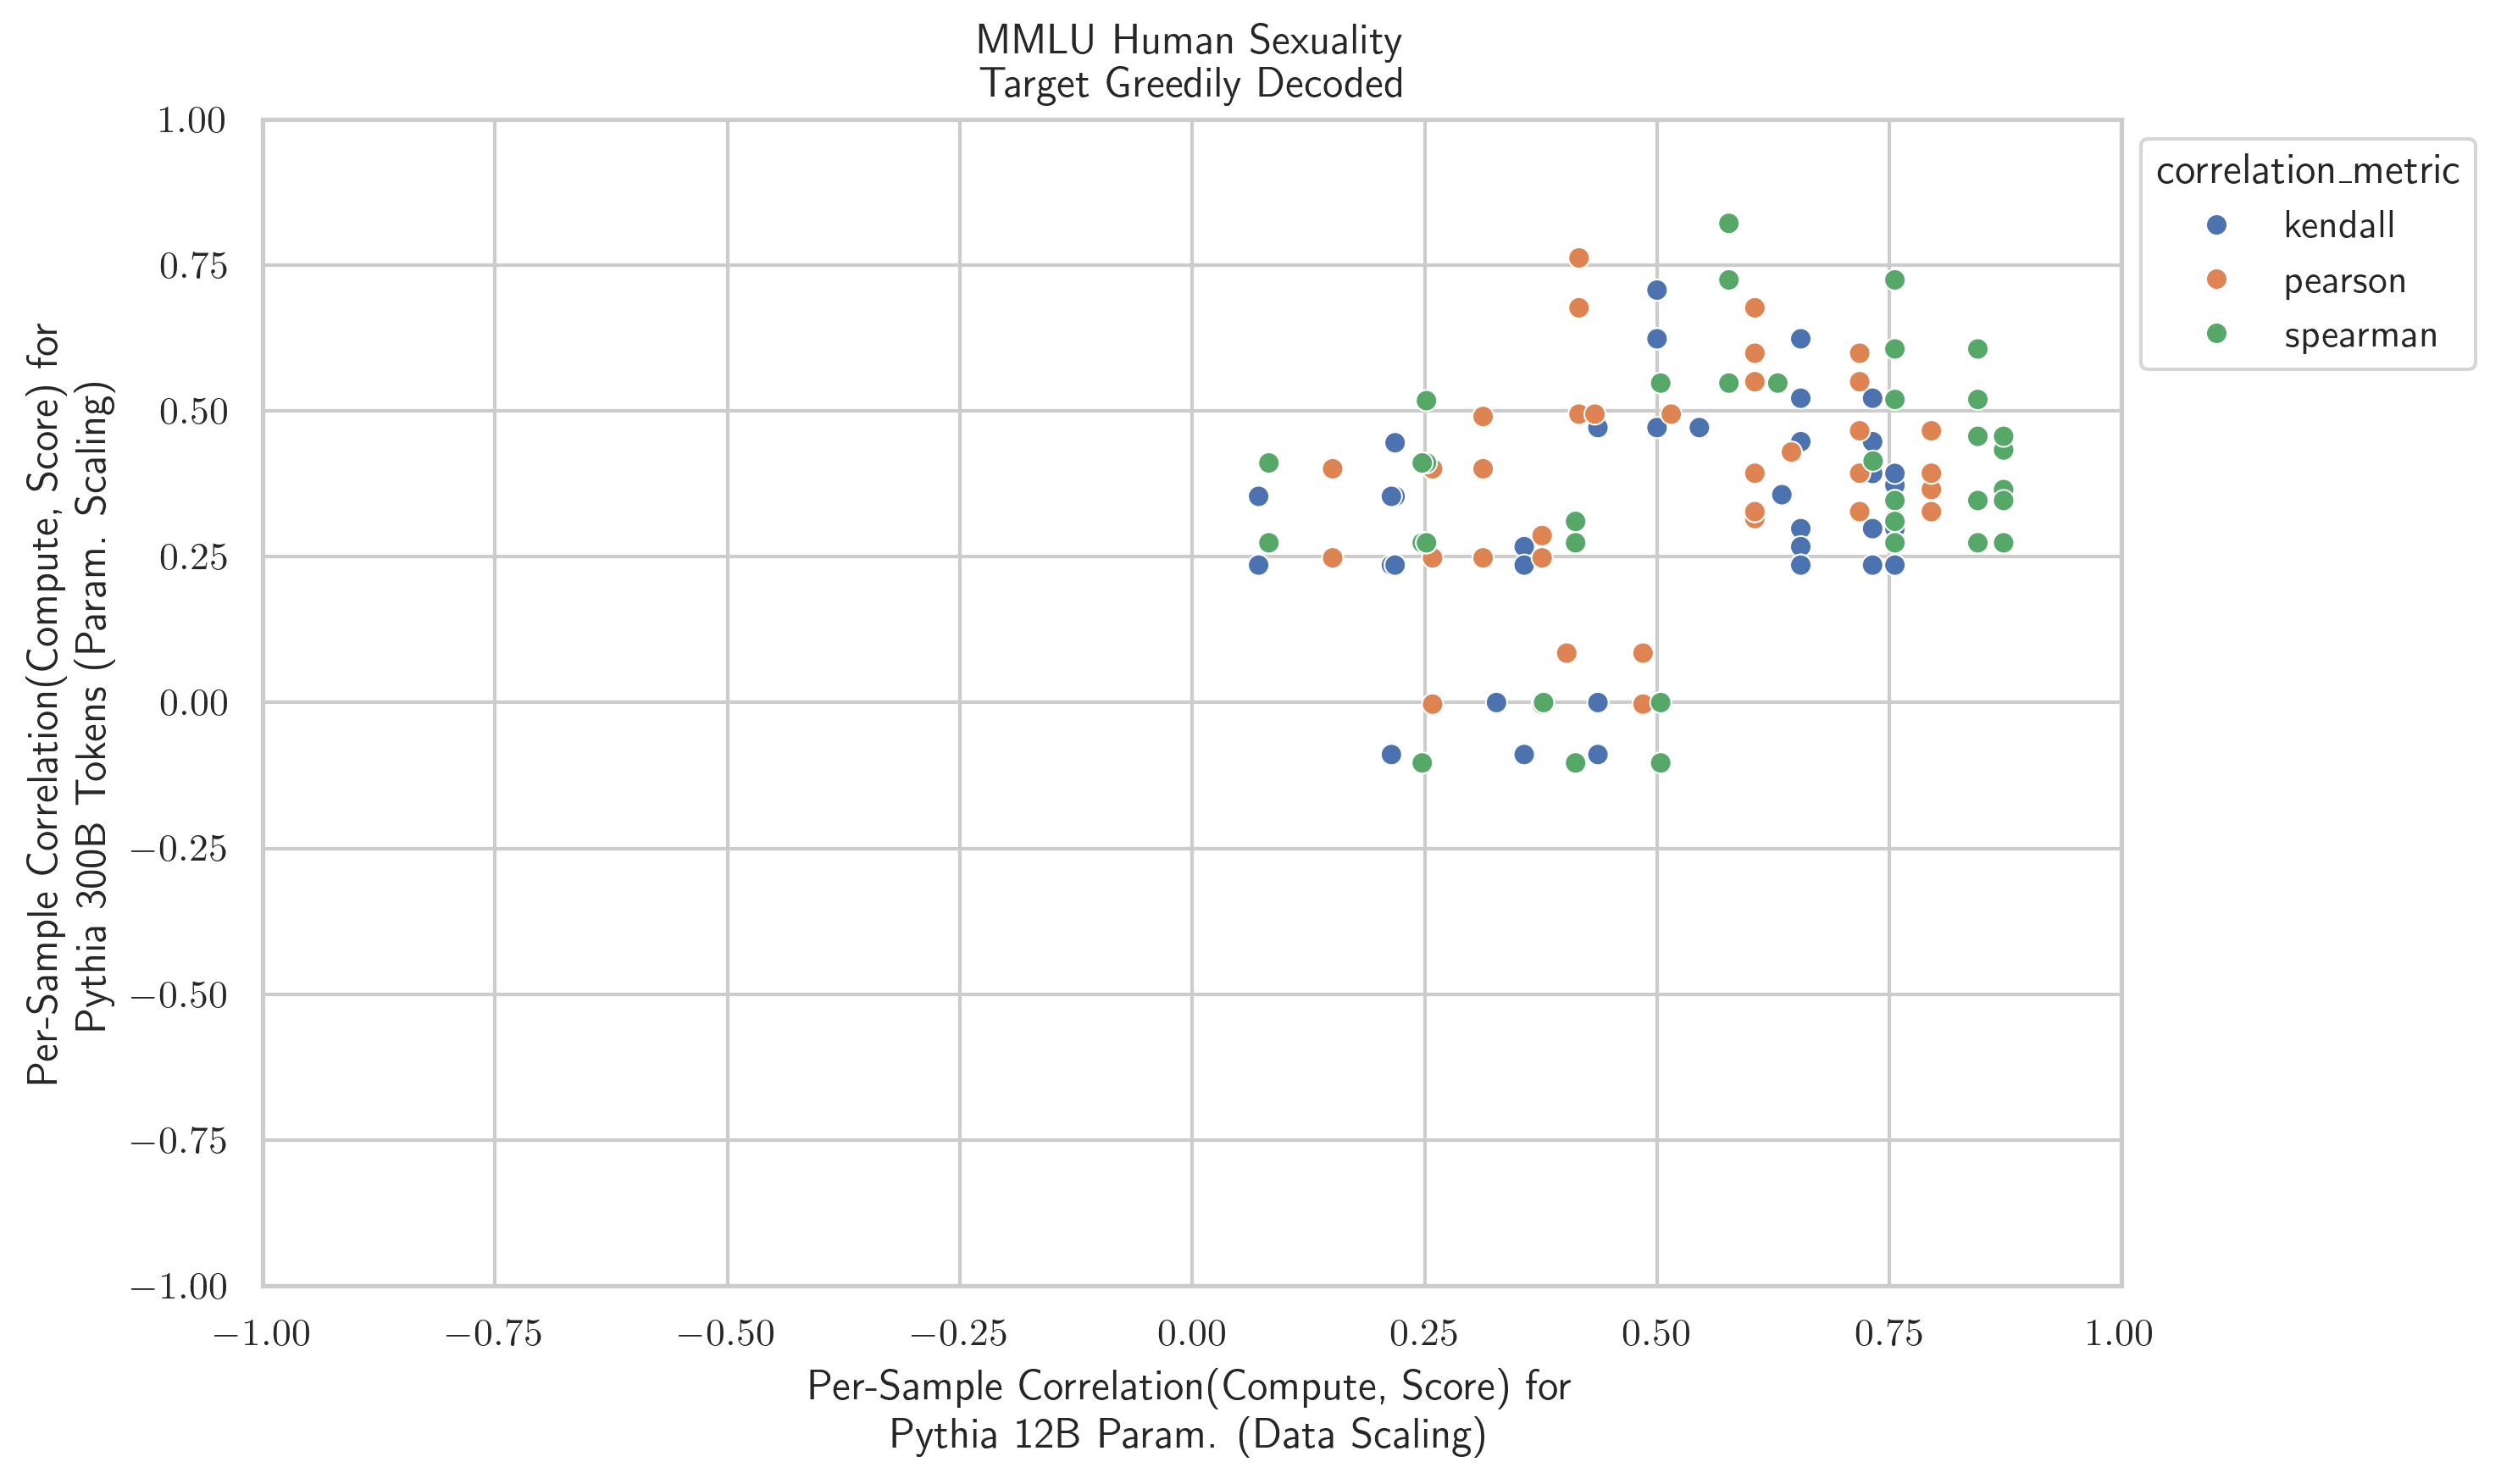 MMLU Human Sexuality
Target Greedily Decoded
1.00
0.75
0.50
0.25
0.00
−0.25
−0.50
−0.75
−1.00
Per-Sample Correlation(Compute, Score) for
Pythia 300B Tokens (Param. Scaling)
correlation_metric
kendall
pearson
spearman
−1.00 −0.75 −0.50 −0.25 0.00 0.25 0.50 0.75 1.00
Per-Sample Correlation(Compute, Score) for
Pythia 12B Param. (Data Scaling)